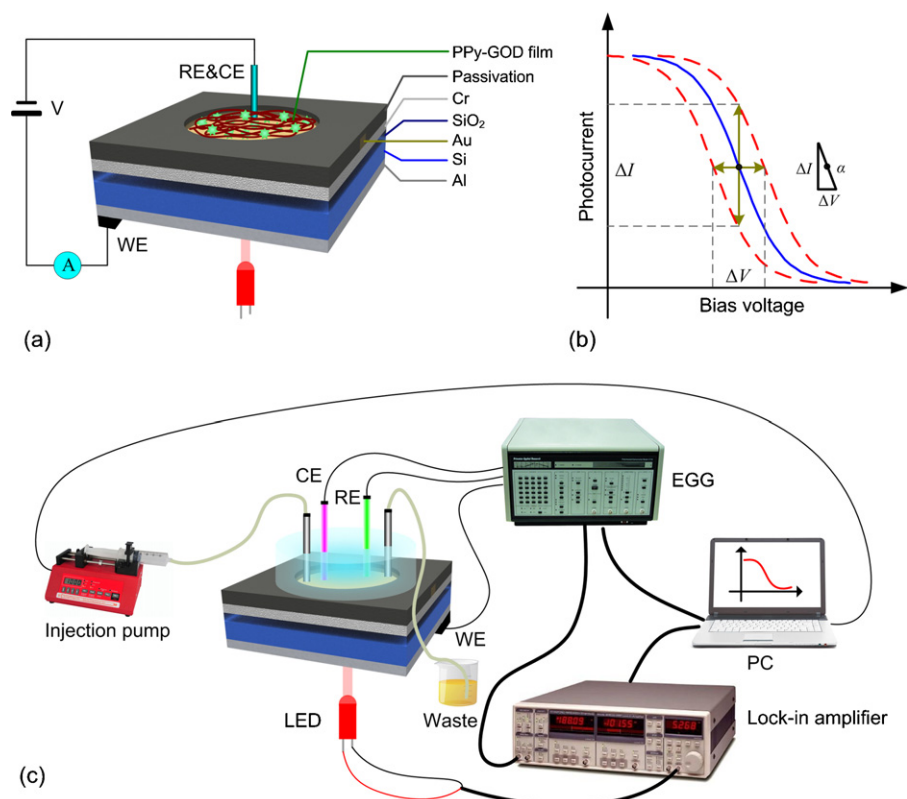 V
RE&CE
PPy-GOD film
Passivation
Cr
SiO₂
Au
Si
Al
WE
A
(a)
Photocurrent
ΔI
ΔV
ΔI
α
ΔV
Bias voltage
(b)
CE
RE
EGG
Injection pump
WE
PC
LED
Waste
Lock-in amplifier
(c)